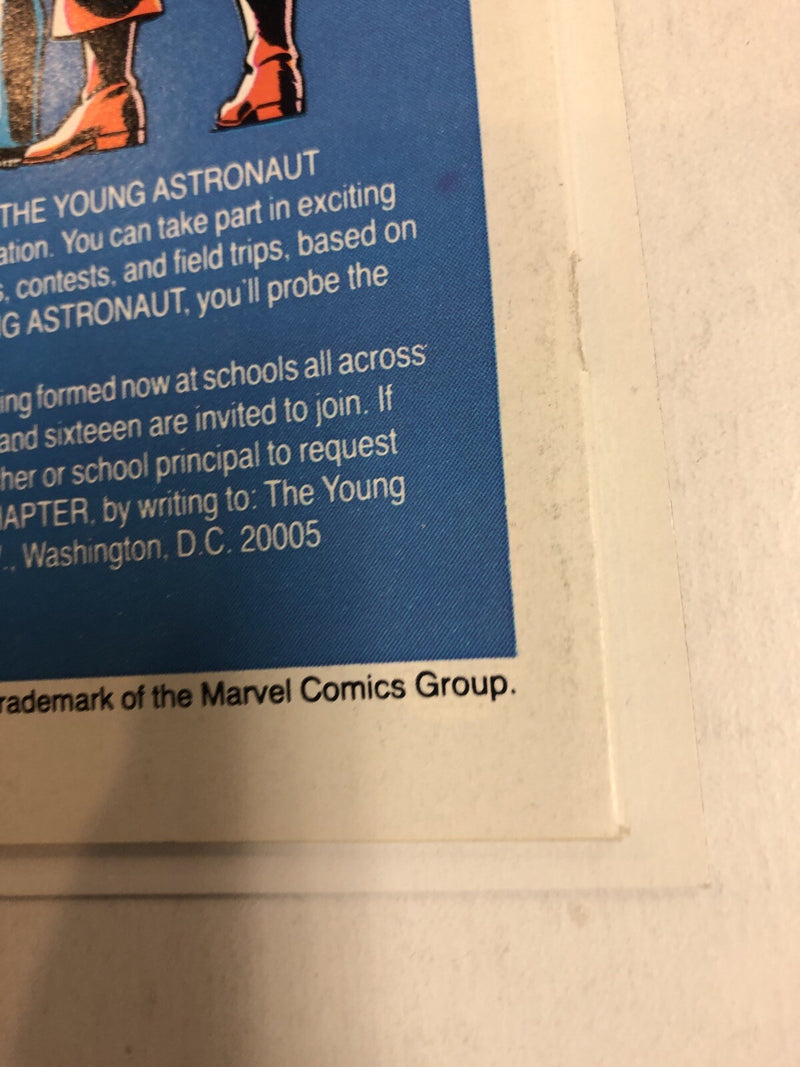 THE YOUNG ASTRONAUT
ation. You can take part in exciting
s, contests, and field trips, based on
G ASTRONAUT, you'll probe the
ing formed now at schools all across
and sixteeen are invited to join. If
her or school principal to request
HAPTER, by writing to: The Young
., Washington, D.C. 20005
rademark of the Marvel Comics Group.